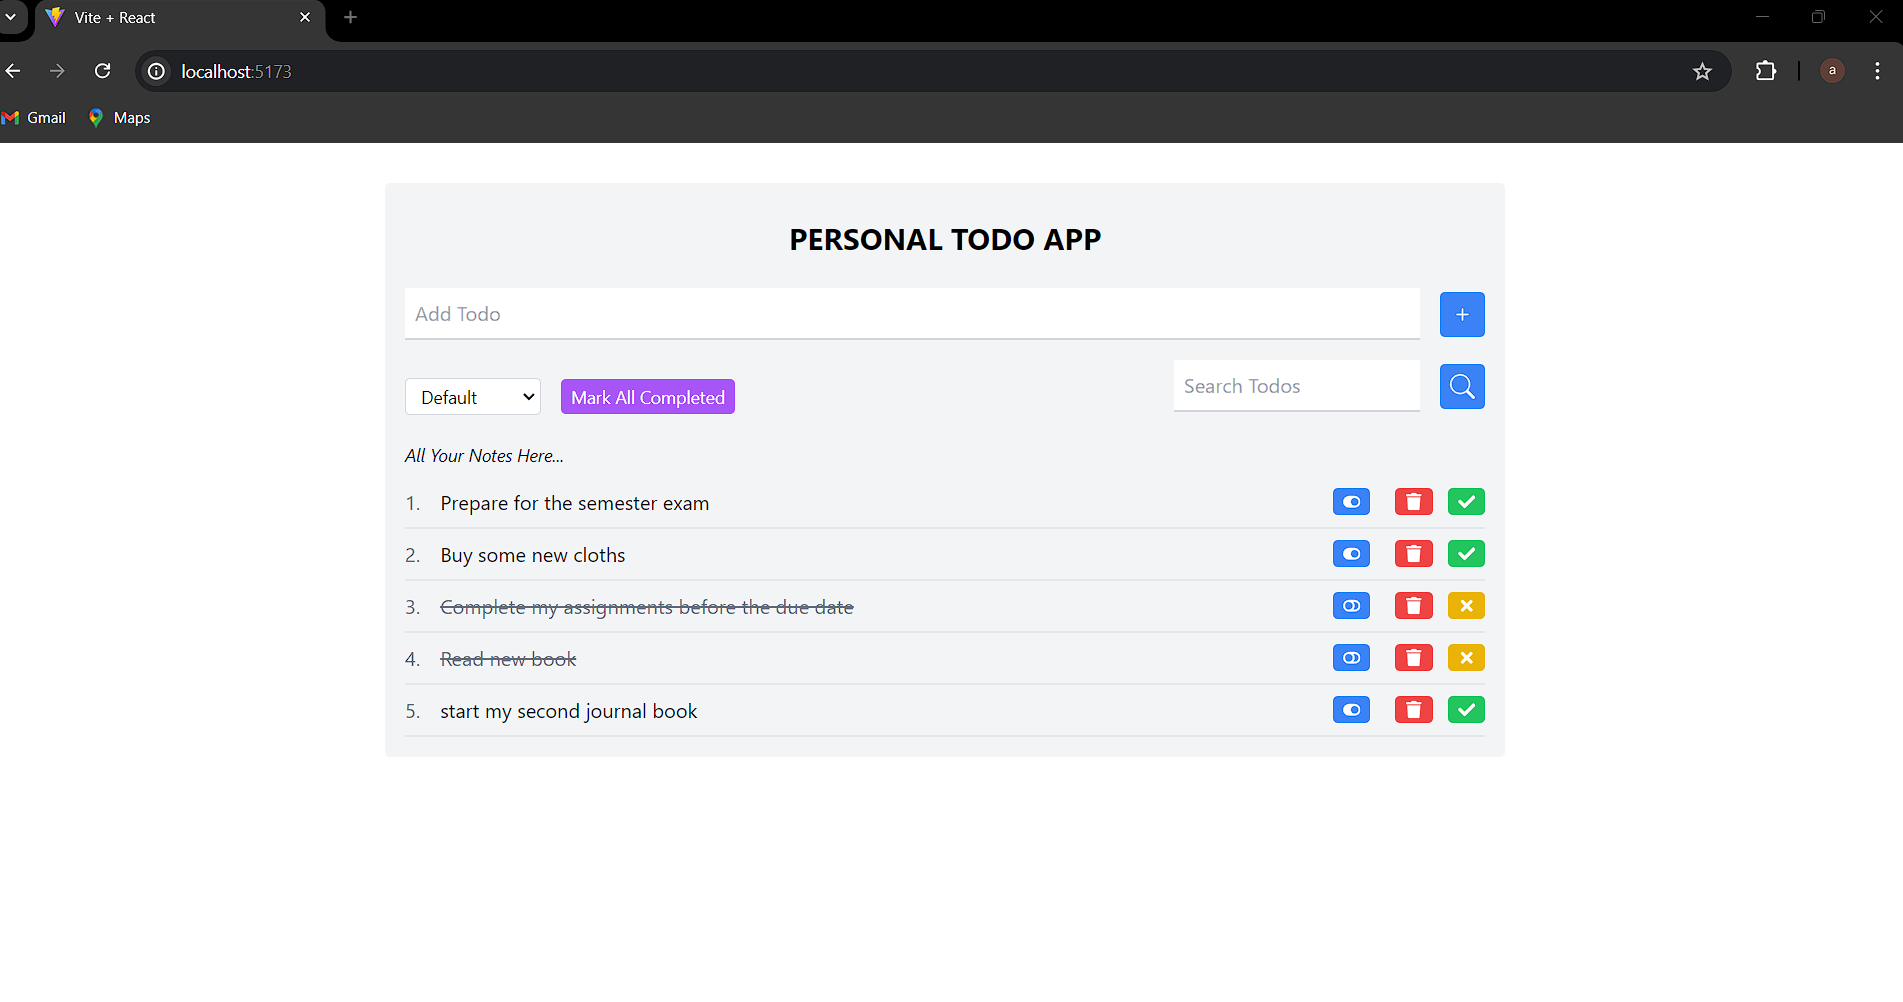 Vite + React
localhost:5173
a
Gmail Maps
PERSONAL TODO APP
Add Todo
+
Default Mark All Completed Search Todos
All Your Notes Here...
1. Prepare for the semester exam
2. Buy some new cloths
3. Complete my assignments before the due date
4. Read new book
5. start my second journal book